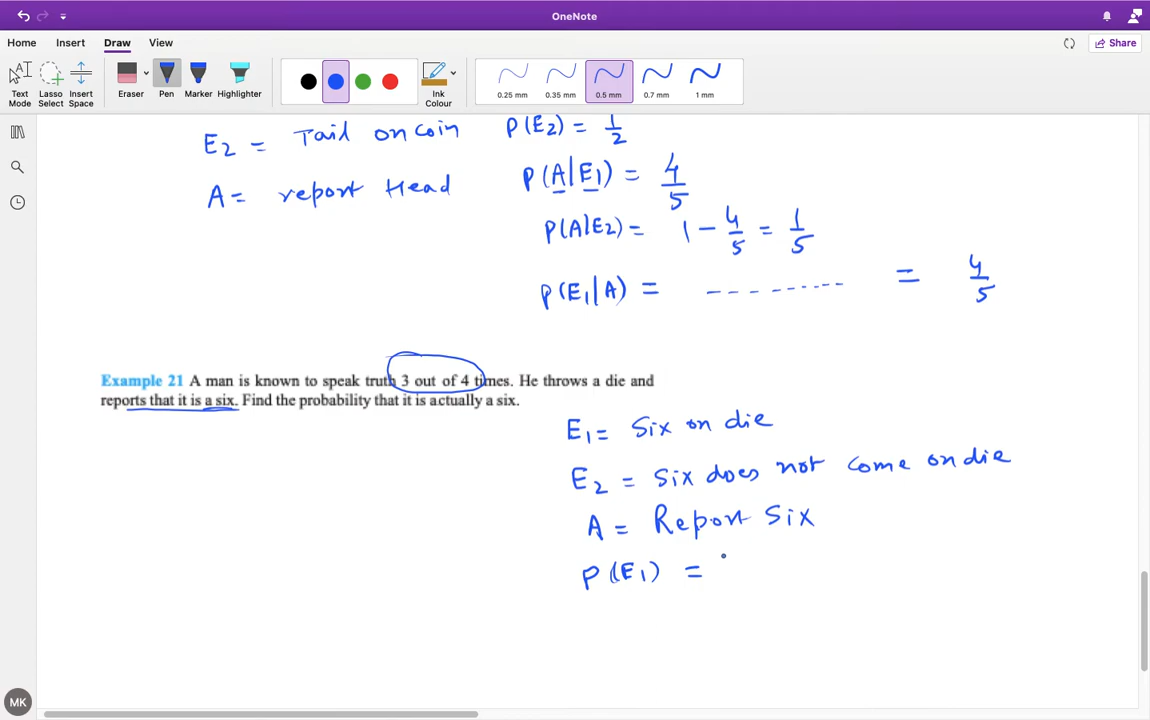 OneNote
Home Insert Draw View
Share
Text Mode
Lasso Select
Insert Space
Eraser
Pen
Marker
Highlighter
Ink Colour
0.25 mm
0.35 mm
0.5 mm
0.7 mm
1 mm
E2 = Tail on coin P(E2) = 1/2
A = report Head P(A|E1) = 4/5
P(A|E2) = 1 - 4/5 = 1/5
P(E1|A) = --------- = 4/5
Example 21 A man is known to speak truth 3 out of 4 times. He throws a die and
reports that it is a six. Find the probability that it is actually a six.
E1 = Six on die
E2 = Six does not come on die
A = Report Six
P(E1) =
MK